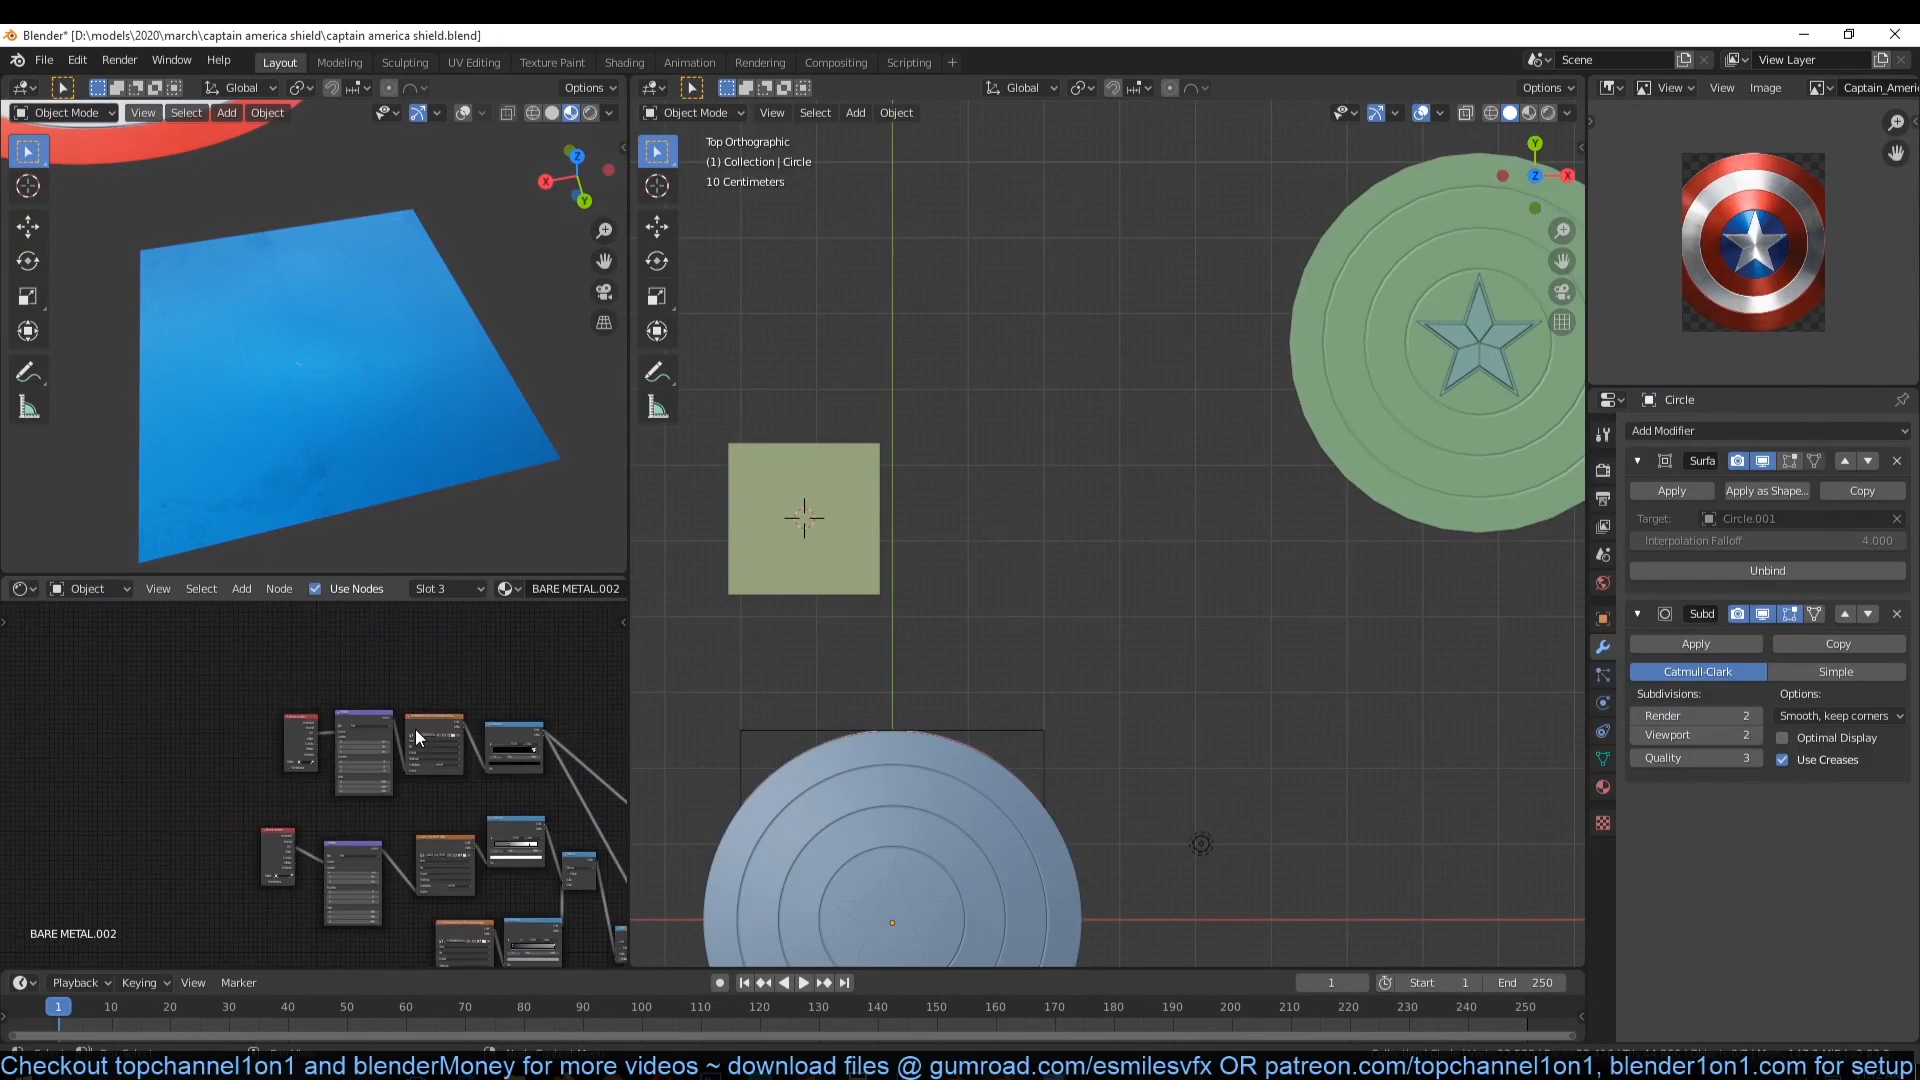 Blender* [D:\models\2020\march\captain america shield\captain america shield.blend]
File Edit Render Window Help Layout Modeling Sculpting UV Editing Texture Paint Shading Animation Rendering Compositing Scripting + Scene View Layer
Global Options Global Options View View Image Captain_Ameri
Object Mode View Select Add Object Object Mode View Select Add Object
Top Orthographic
(1) Collection | Circle
10 Centimeters
X Y Z
Y Z X
Circle
Add Modifier
Surfa
Apply Apply as Shape... Copy
Target: Circle.001
Interpolation Falloff 4.000
Unbind
Subd
Apply Copy
Catmull-Clark Simple
Subdivisions: Options:
Render 2 Smooth, keep corners
Viewport 2 Optimal Display
Quality 3 Use Creases
Object View Select Add Node Use Nodes Slot 3 BARE METAL.002
BARE METAL.002
Playback Keying View Marker 1 Start 1 End 250
1 10 20 30 40 50 60 70 80 90 100 110 120 130 140 150 160 170 180 190 200 210 220 230 240 250
Checkout topchannel1on1 and blenderMoney for more videos ~ download files @ gumroad.com/esmilesvfx OR patreon.com/topchannel1on1, blender1on1.com for setup